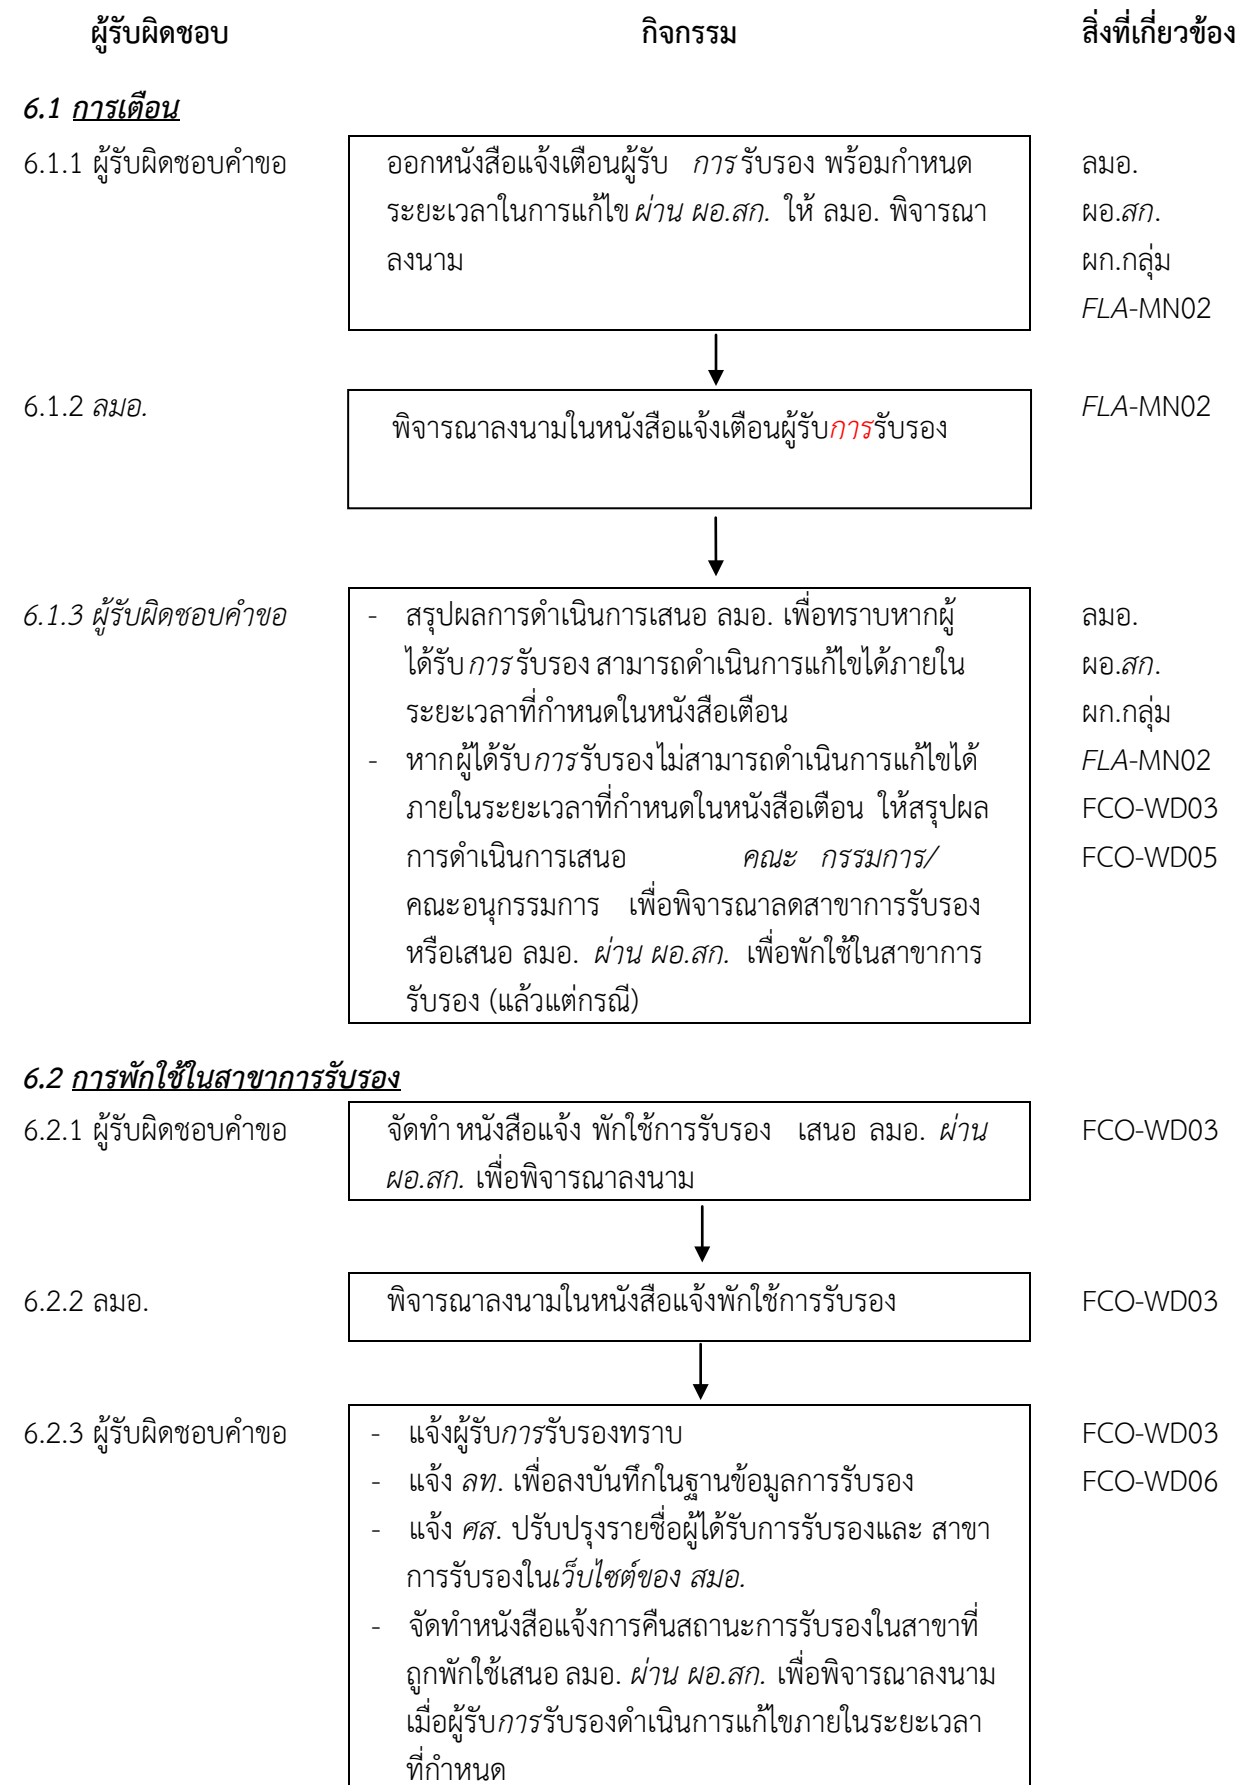 ผู้รับผิดชอบ กิจกรรม สิ่งที่เกี่ยวข้อง
6.1 การเตือน
6.1.1 ผู้รับผิดชอบคำขอ
ออกหนังสือแจ้งเตือนผู้รับ การรับรอง พร้อมกำหนด
ระยะเวลาในการแก้ไข ผ่าน ผอ.สก. ให้ ลมอ. พิจารณา
ลงนาม
ลมอ.
ผอ.สก.
ผก.กลุ่ม
FLA-MN02
6.1.2 ลมอ.
พิจารณาลงนามในหนังสือแจ้งเตือนผู้รับการรับรอง
FLA-MN02
6.1.3 ผู้รับผิดชอบคำขอ
- สรุปผลการดำเนินการเสนอ ลมอ. เพื่อทราบหากผู้
ได้รับการรับรอง สามารถดำเนินการแก้ไขได้ภายใน
ระยะเวลาที่กำหนดในหนังสือเตือน
- หากผู้ได้รับการรับรองไม่สามารถดำเนินการแก้ไขได้
ภายในระยะเวลาที่กำหนดในหนังสือเตือน ให้สรุปผล
การดำเนินการเสนอ คณะ กรรมการ/
คณะอนุกรรมการ เพื่อพิจารณาลดสาขาการรับรอง
หรือเสนอ ลมอ. ผ่าน ผอ.สก. เพื่อพักใช้ในสาขาการ
รับรอง (แล้วแต่กรณี)
ลมอ.
ผอ.สก.
ผก.กลุ่ม
FLA-MN02
FCO-WD03
FCO-WD05
6.2 การพักใช้ในสาขาการรับรอง
6.2.1 ผู้รับผิดชอบคำขอ
จัดทำ หนังสือแจ้ง พักใช้การรับรอง เสนอ ลมอ. ผ่าน
ผอ.สก. เพื่อพิจารณาลงนาม
FCO-WD03
6.2.2 ลมอ.
พิจารณาลงนามในหนังสือแจ้งพักใช้การรับรอง
FCO-WD03
6.2.3 ผู้รับผิดชอบคำขอ
- แจ้งผู้รับการรับรองทราบ
- แจ้ง ลท. เพื่อลงบันทึกในฐานข้อมูลการรับรอง
- แจ้ง ศส. ปรับปรุงรายชื่อผู้ได้รับการรับรองและ สาขา
การรับรองในเว็บไซต์ของ สมอ.
- จัดทำหนังสือแจ้งการคืนสถานะการรับรองในสาขาที่
ถูกพักใช้เสนอ ลมอ. ผ่าน ผอ.สก. เพื่อพิจารณาลงนาม
เมื่อผู้รับการรับรองดำเนินการแก้ไขภายในระยะเวลา
ที่กำหนด
FCO-WD03
FCO-WD06